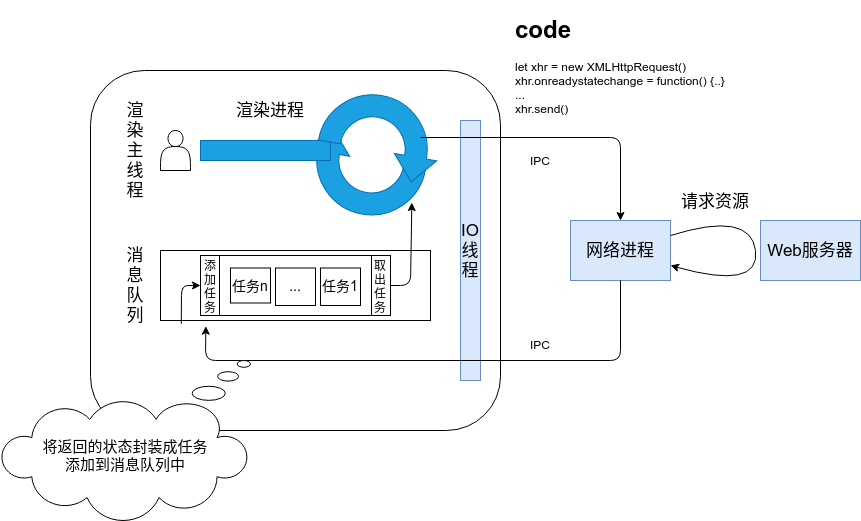 code
let xhr = new XMLHttpRequest()
xhr.onreadystatechange = function() {..}
...
xhr.send()
渲染主线程
渲染进程
IPC
请求资源
IO线程
网络进程
Web服务器
消息队列
添加任务
任务n
...
任务1
取出任务
IPC
将返回的状态封装成任务
添加到消息队列中